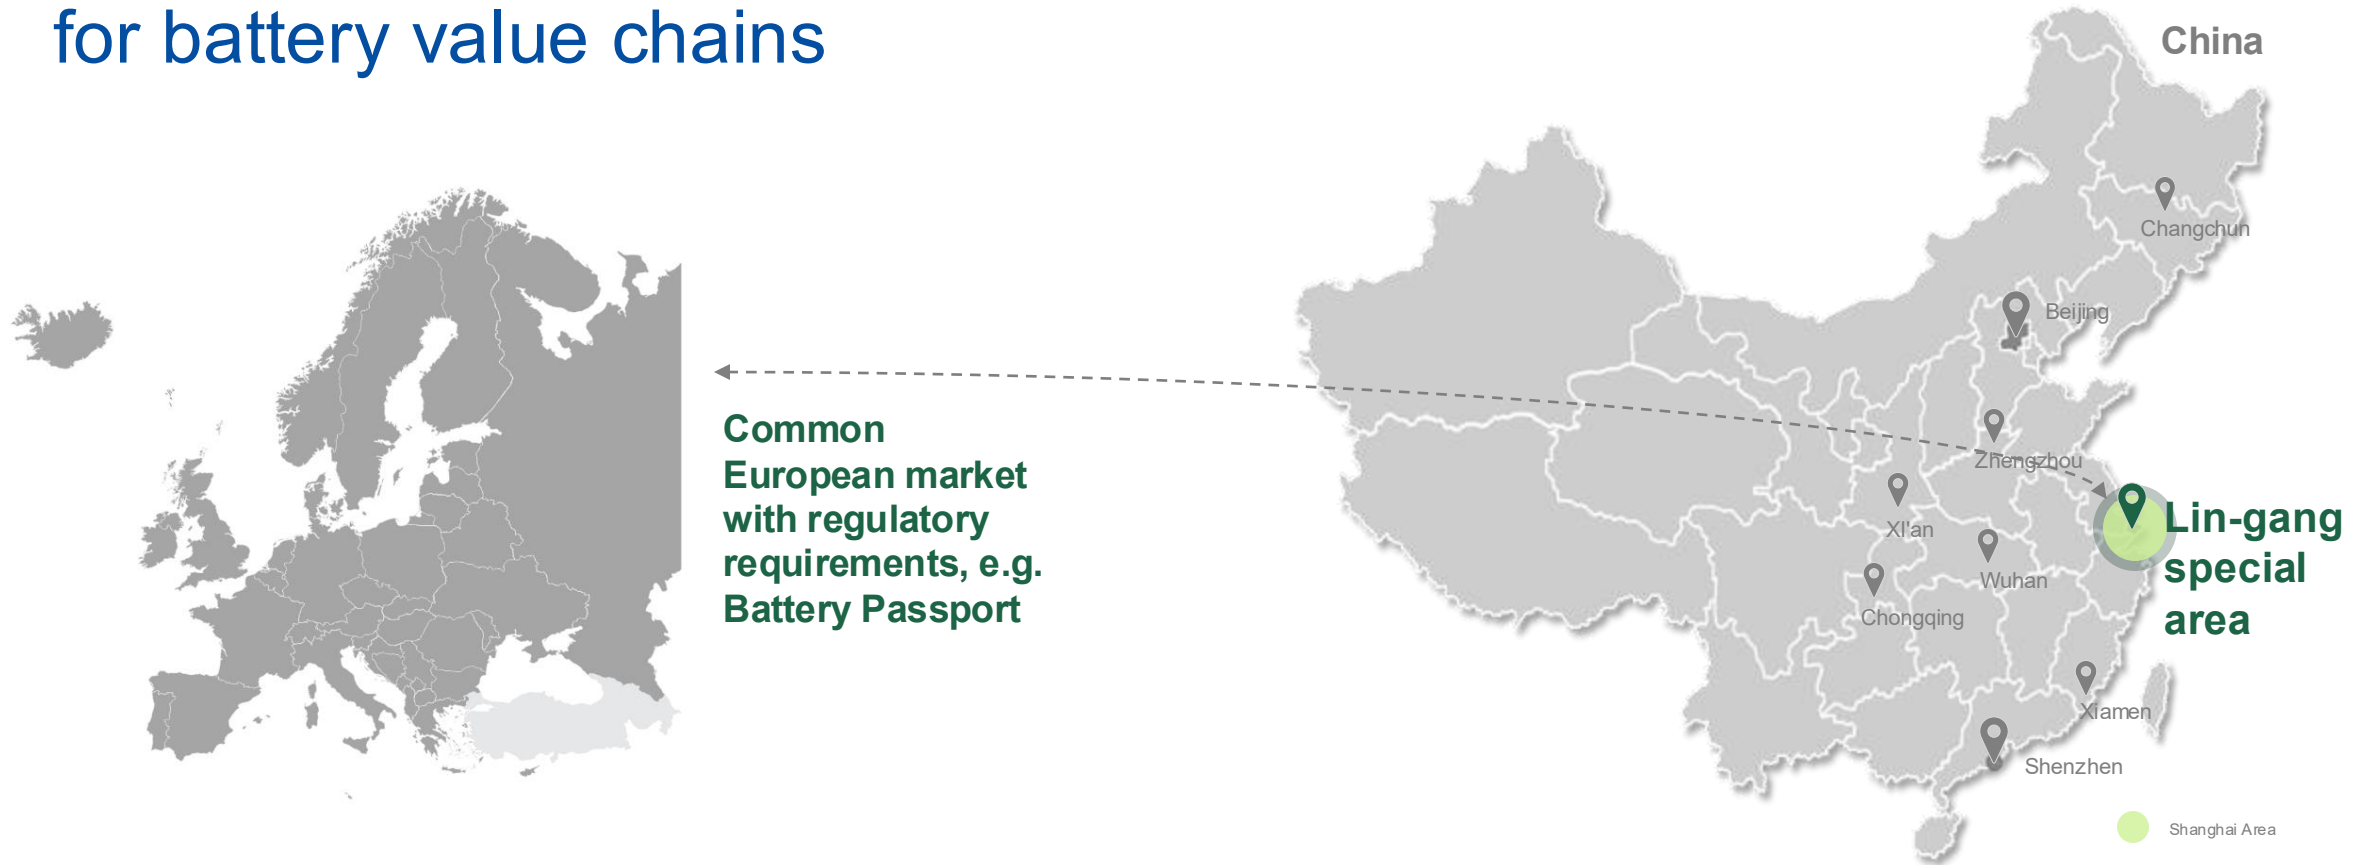 for battery value chains
China
Changchun
Beijing
Common
European market
with regulatory
requirements, e.g.
Battery Passport
Zhengzhou
Lin-gang
special
area
XI'an
Wuhan
Chongqing
Xiamen
Shenzhen
Shanghai Area